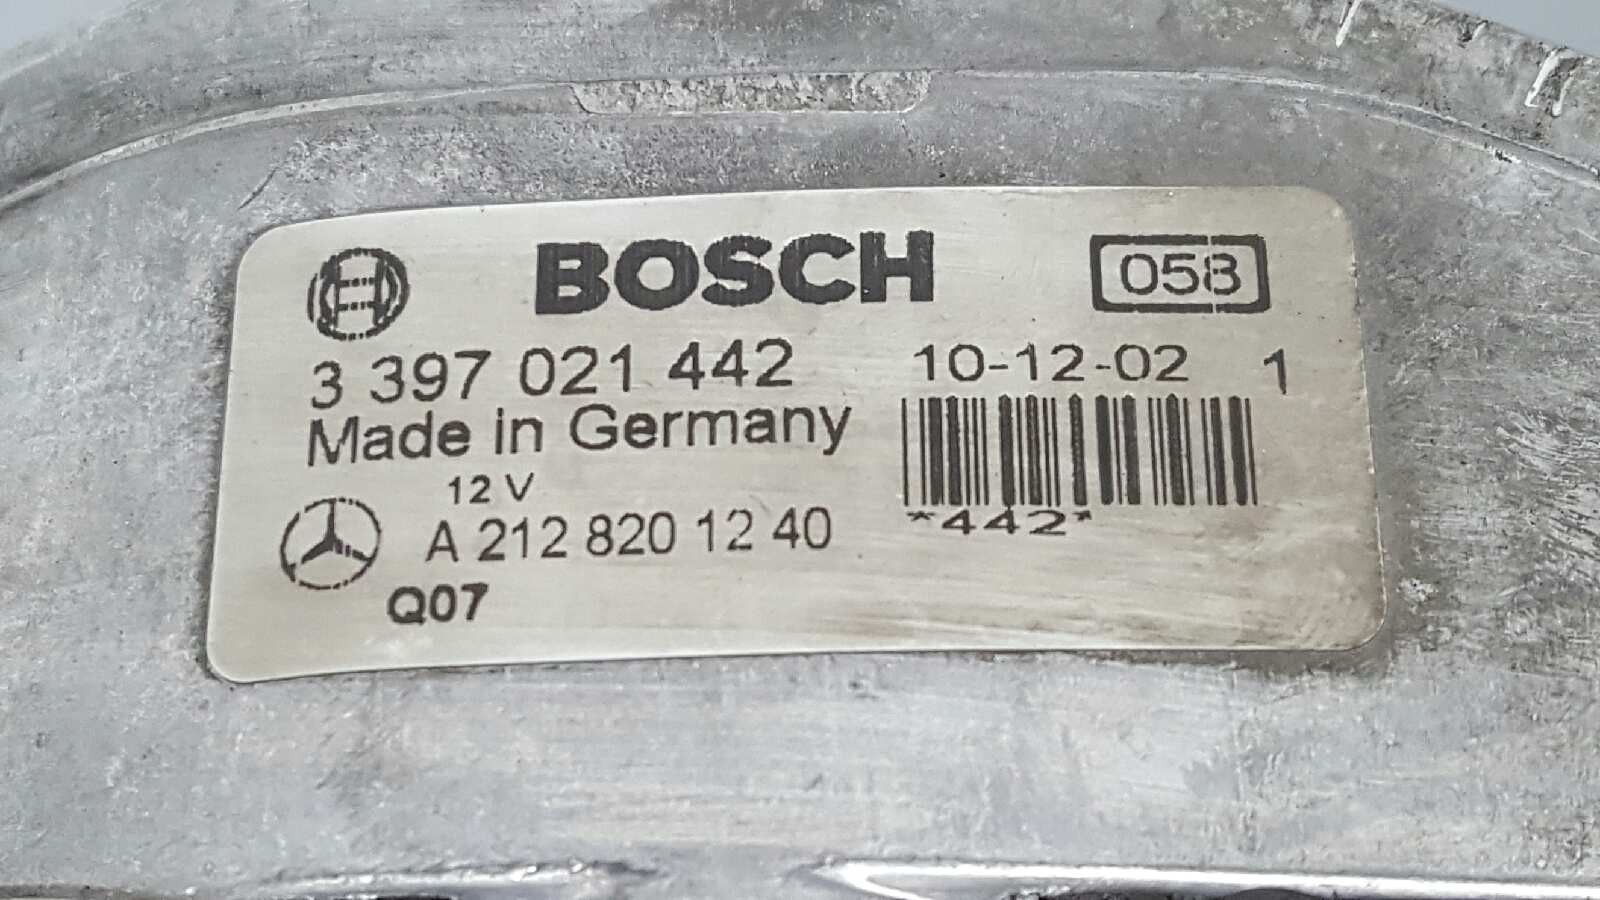 BOSCH 058
3 397 021 442 10-12-02 1
Made in Germany
12 V
*442*
A 212 820 12 40
Q07